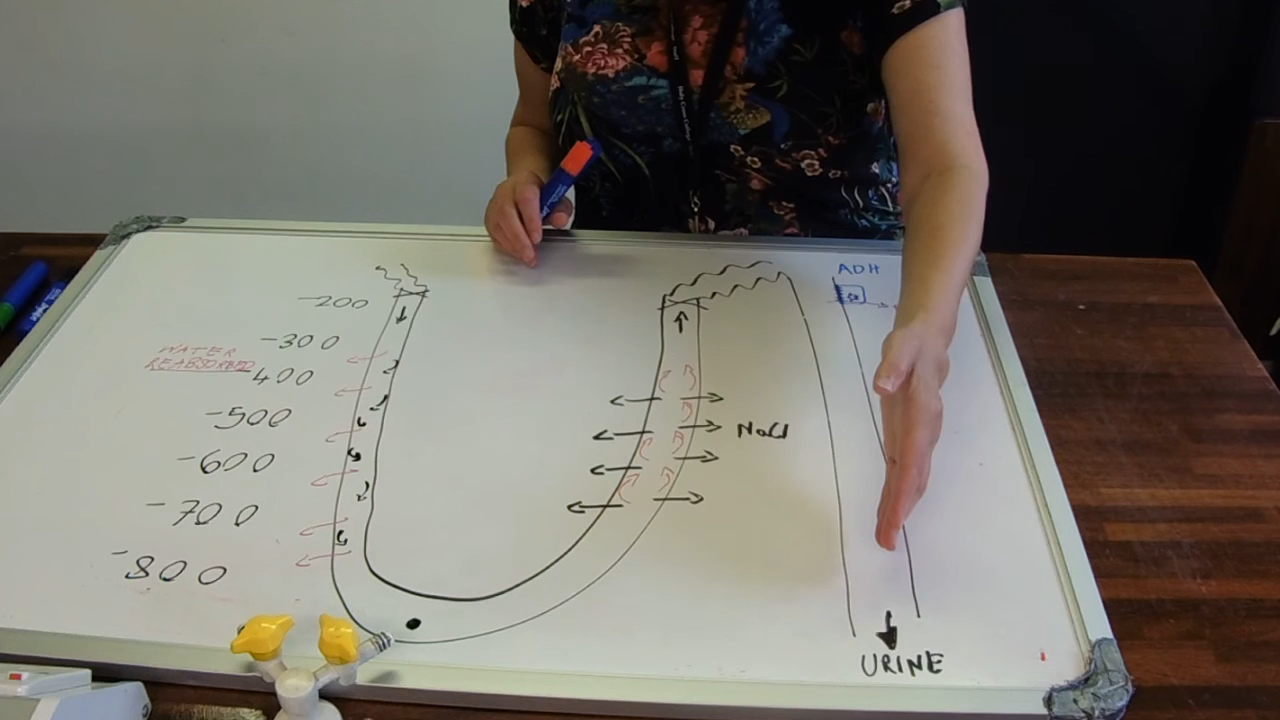 -200
-300
WATER
REABSORBED
400
-500
-600
-700
-800
NaCl
ADH
URINE